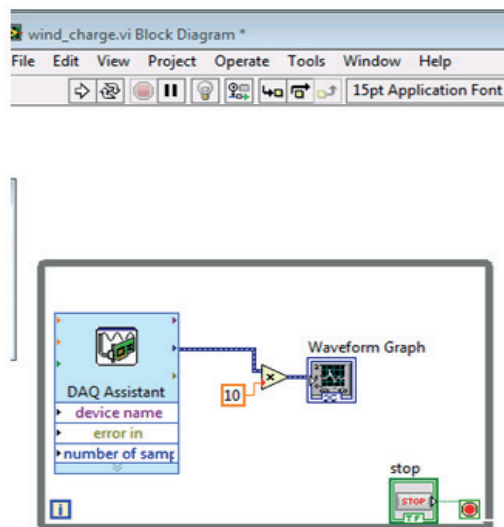 wind_charge.vi Block Diagram *
File Edit View Project Operate Tools Window Help
15pt Application Font
Waveform Graph
DAQ Assistant
10
device name
error in
number of samp
stop
STOP
TF
i